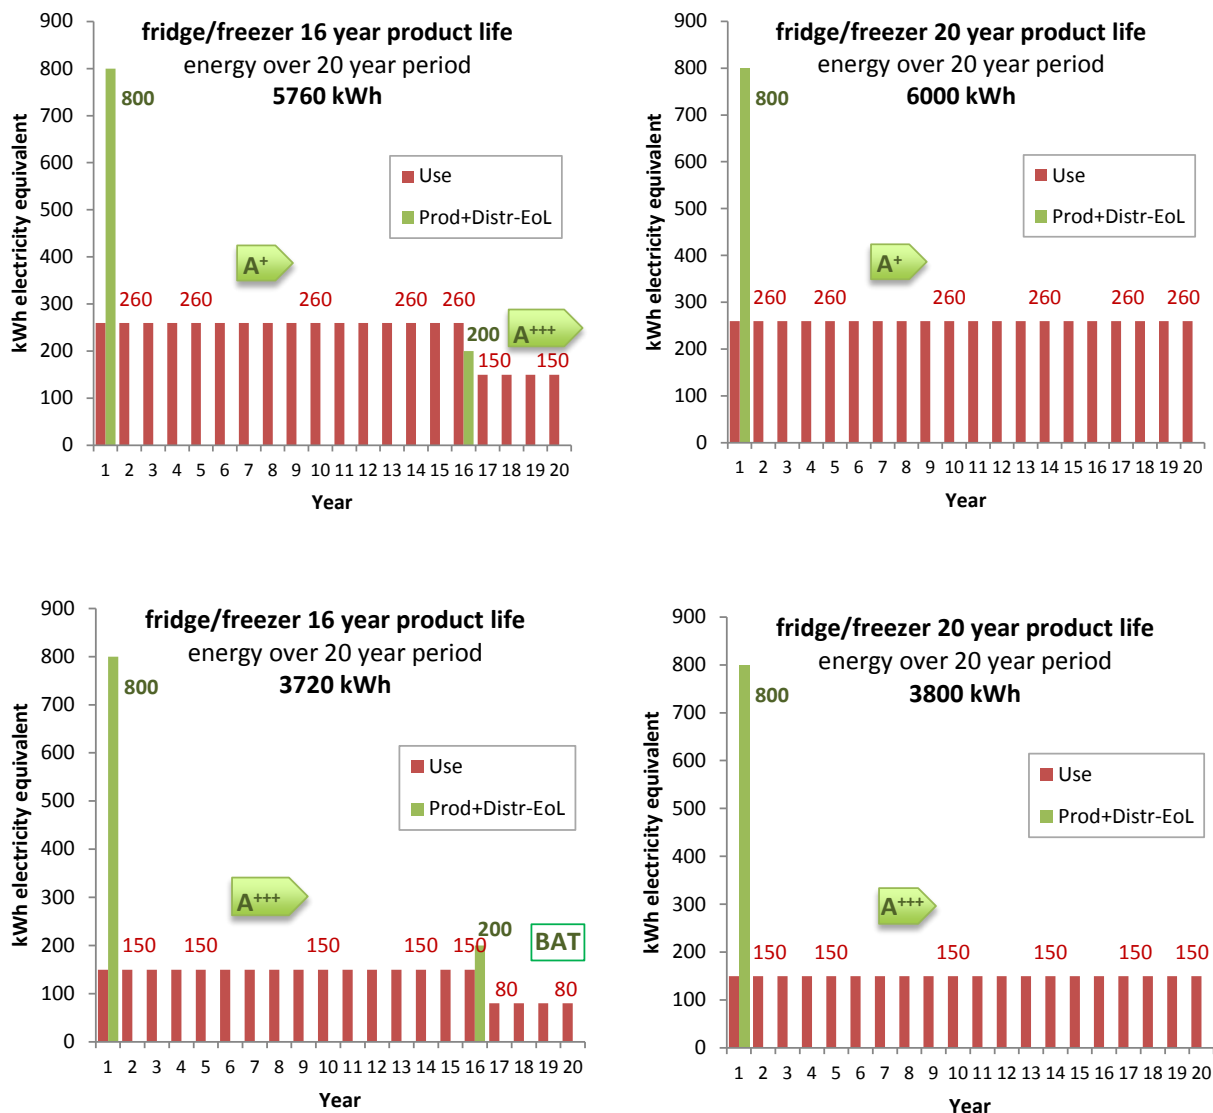 fridge/freezer 16 year product life
energy over 20 year period
5760 kWh
kWh electricity equivalent
900
800
700
600
500
400
300
200
100
0
800
Use
Prod+Distr-EoL
A+
260 260 260 260 260
200
A+++
150 150
1 2 3 4 5 6 7 8 9 10 11 12 13 14 15 16 17 18 19 20
Year
fridge/freezer 20 year product life
energy over 20 year period
6000 kWh
kWh electricity equivalent
900
800
700
600
500
400
300
200
100
0
800
Use
Prod+Distr-EoL
A+
260 260 260 260 260 260
1 2 3 4 5 6 7 8 9 10 11 12 13 14 15 16 17 18 19 20
Year
fridge/freezer 16 year product life
energy over 20 year period
3720 kWh
kWh electricity equivalent
900
800
700
600
500
400
300
200
100
0
800
Use
Prod+Distr-EoL
A+++
200
BAT
150 150 150 150 150
80 80
1 2 3 4 5 6 7 8 9 10 11 12 13 14 15 16 17 18 19 20
Year
fridge/freezer 20 year product life
energy over 20 year period
3800 kWh
kWh electricity equivalent
900
800
700
600
500
400
300
200
100
0
800
Use
Prod+Distr-EoL
A+++
150 150 150 150 150 150
1 2 3 4 5 6 7 8 9 10 11 12 13 14 15 16 17 18 19 20
Year